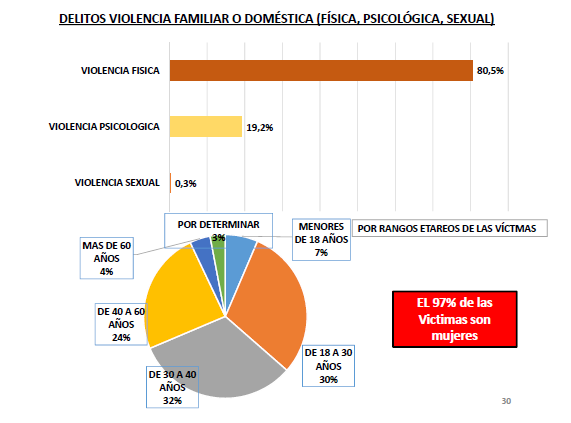 DELITOS VIOLENCIA FAMILIAR O DOMÉSTICA (FÍSICA, PSICOLÓGICA, SEXUAL)
VIOLENCIA FISICA
80,5%
VIOLENCIA PSICOLOGICA
19,2%
VIOLENCIA SEXUAL
0,3%
POR DETERMINAR
3%
MENORES
DE 18 AÑOS
7%
POR RANGOS ETAREOS DE LAS VÍCTMAS
MAS DE 60
AÑOS
4%
DE 40 A 60
AÑOS
24%
EL 97% de las
Victimas son
mujeres
DE 18 A 30
AÑOS
30%
DE 30 A 40
AÑOS
32%
30